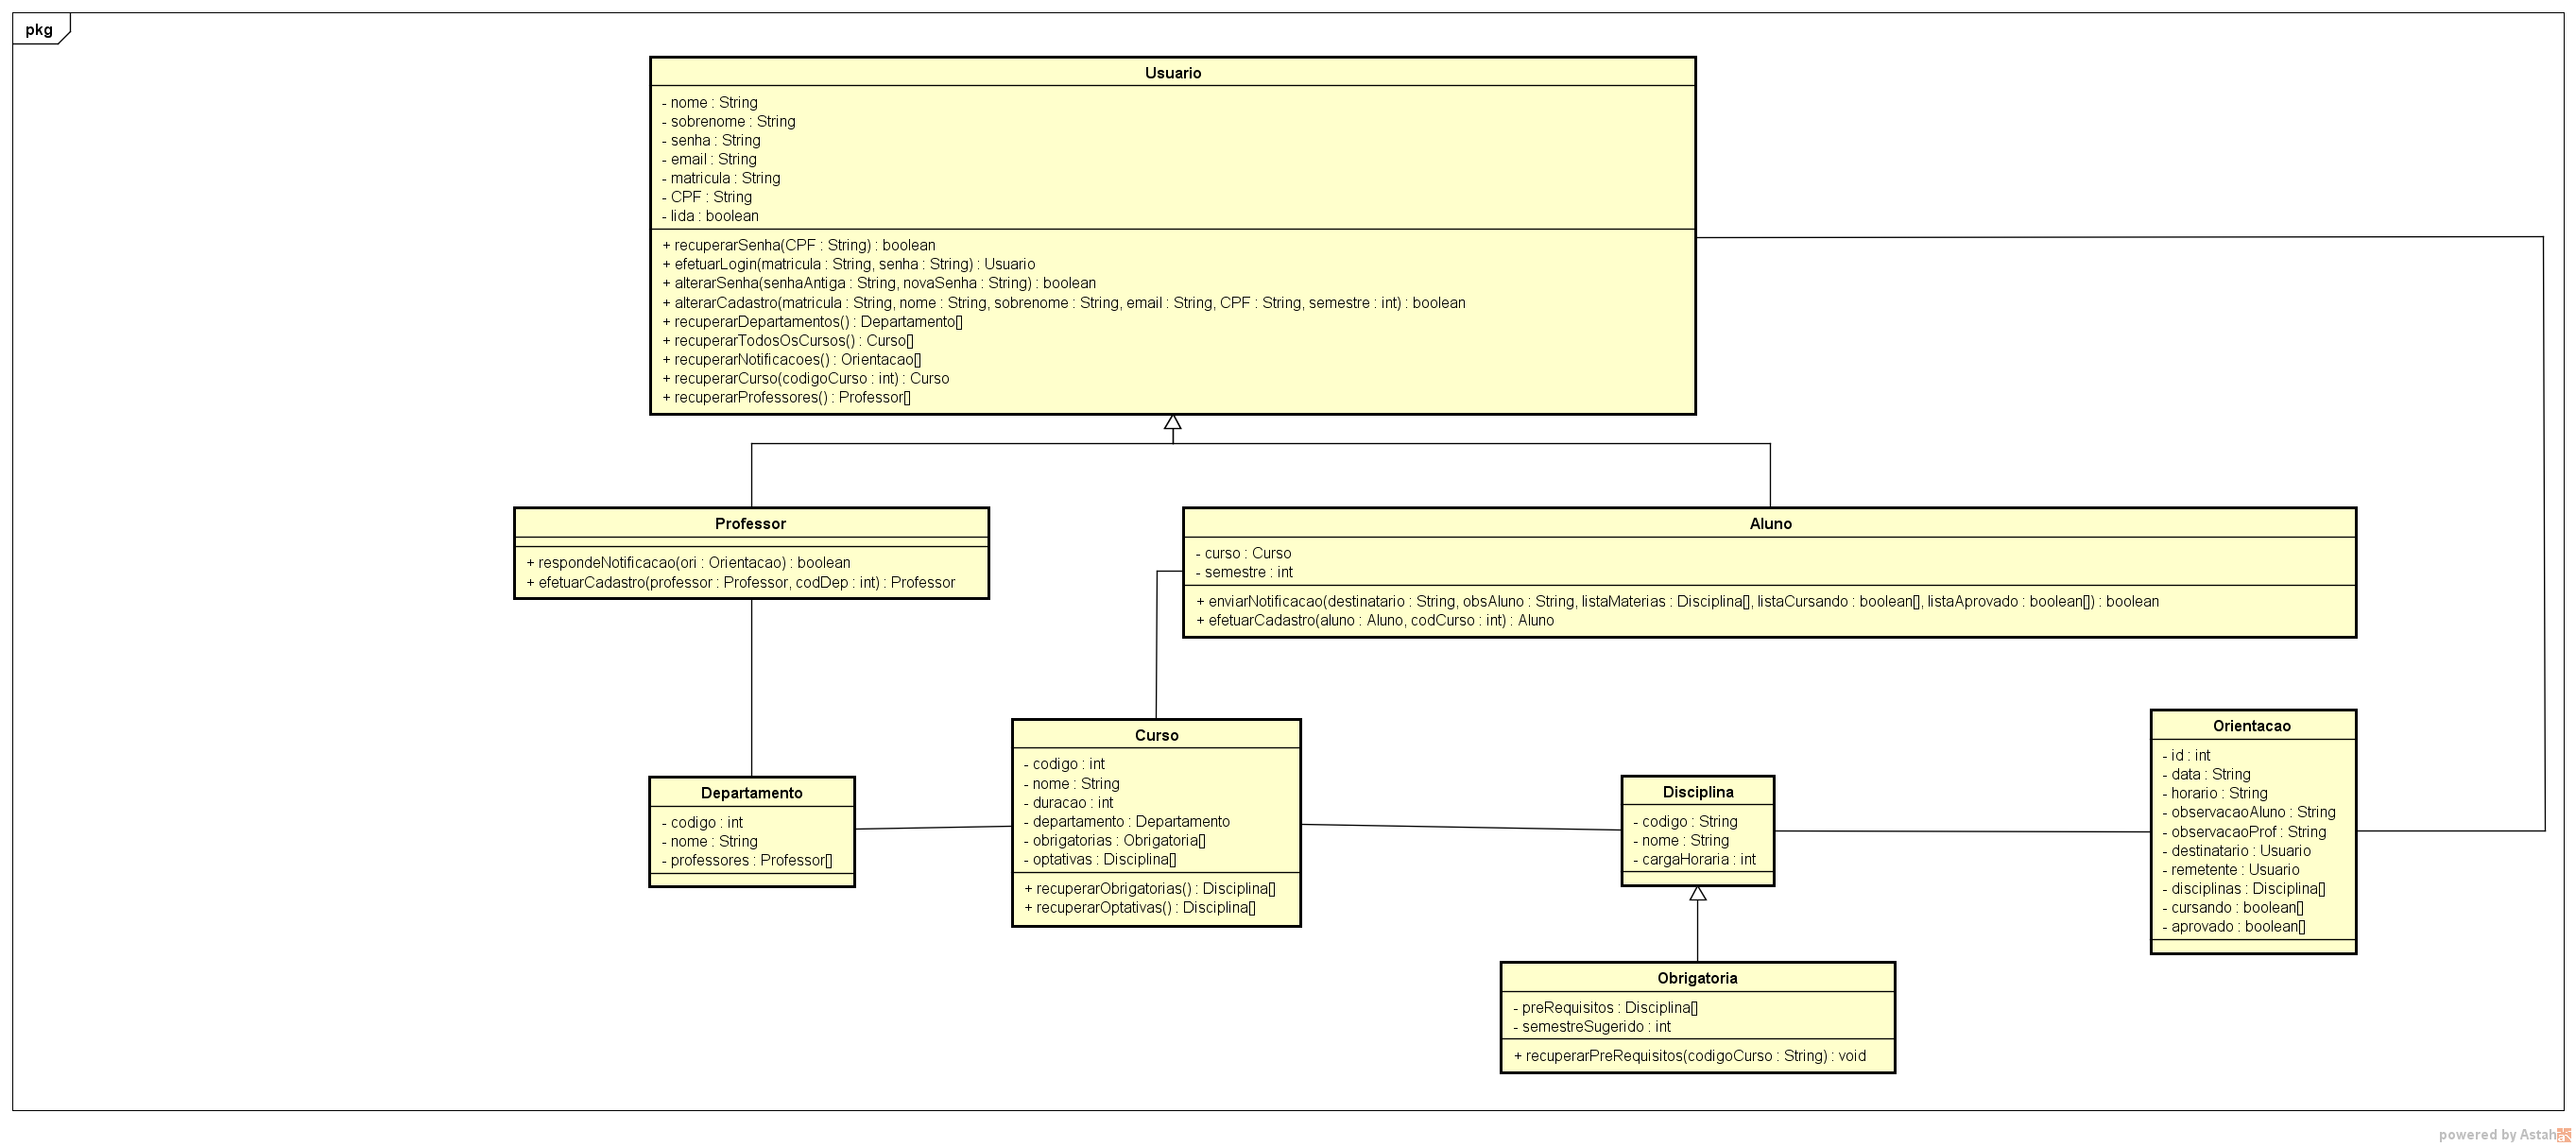 pkg
Usuario
- nome : String
- sobrenome : String
- senha : String
- email : String
- matricula : String
- CPF : String
- lida : boolean
+ recuperarSenha(CPF : String) : boolean
+ efetuarLogin(matricula : String, senha : String) : Usuario
+ alterarSenha(senhaAntiga : String, novaSenha : String) : boolean
+ alterarCadastro(matricula : String, nome : String, sobrenome : String, email : String, CPF : String, semestre : int) : boolean
+ recuperarDepartamentos() : Departamento[]
+ recuperarTodosOsCursos() : Curso[]
+ recuperarNotificacoes() : Orientacao[]
+ recuperarCurso(codigoCurso : int) : Curso
+ recuperarProfessores() : Professor[]
Professor
+ respondeNotificacao(ori : Orientacao) : boolean
+ efetuarCadastro(professor : Professor, codDep : int) : Professor
Aluno
- curso : Curso
- semestre : int
+ enviarNotificacao(destinatario : String, obsAluno : String, listaMaterias : Disciplina[], listaCursando : boolean[], listaAprovado : boolean[]) : boolean
+ efetuarCadastro(aluno : Aluno, codCurso : int) : Aluno
Departamento
- codigo : int
- nome : String
- professores : Professor[]
Curso
- codigo : int
- nome : String
- duracao : int
- departamento : Departamento
- obrigatorias : Obrigatoria[]
- optativas : Disciplina[]
+ recuperarObrigatorias() : Disciplina[]
+ recuperarOptativas() : Disciplina[]
Disciplina
- codigo : String
- nome : String
- cargaHoraria : int
Orientacao
- id : int
- data : String
- horario : String
- observacaoAluno : String
- observacaoProf : String
- destinatario : Usuario
- remetente : Usuario
- disciplinas : Disciplina[]
- cursando : boolean[]
- aprovado : boolean[]
Obrigatoria
- preRequisitos : Disciplina[]
- semestreSugerido : int
+ recuperarPreRequisitos(codigoCurso : String) : void
powered by Astah